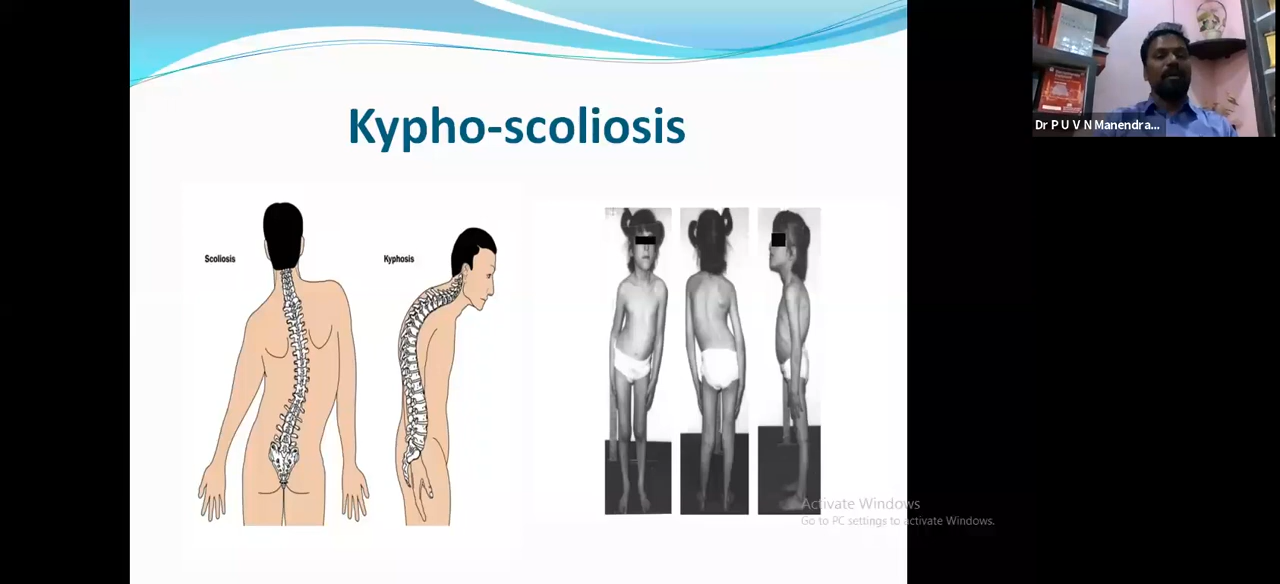 Kypho-scoliosis
Dr P U V N Manendra...
Scoliosis
Kyphosis
Activate Windows
Go to PC settings to activate Windows.